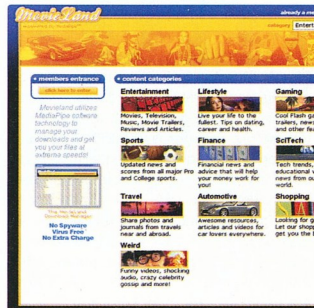 MovieLand
already a me
category Entert
• members entrance
click here to enter
Movieland utilizes
MediaPipe software
technology to
manage your
downloads and get
you your files at
extreme speeds!
Download Manager
No Spyware
Virus Free
No Extra Charge
• content categories
Entertainment
Movies, Television,
Music, Movie Trailers,
Reviews and Articles.
Lifestyle
Live your life to the
fullest. Tips on dating,
career and health.
Gaming
Cool Flash ga
trailers, news
and other fea
Sports
Updated news and
scores from all major Pro
and College sports.
Finance
Financial news and
advice that will help
your money work for
you!
SciTech
Tech trends,
educational
news from ou
world.
Travel
Share photos and
journals from travels
near and abroad.
Automotive
Awesome resources,
articles and videos for
car lovers everywhere.
Shopping
Looking for g
Let our shopp
get you the b
Weird
Funny videos, shocking
audio, crazy celebrity
gossip and more!